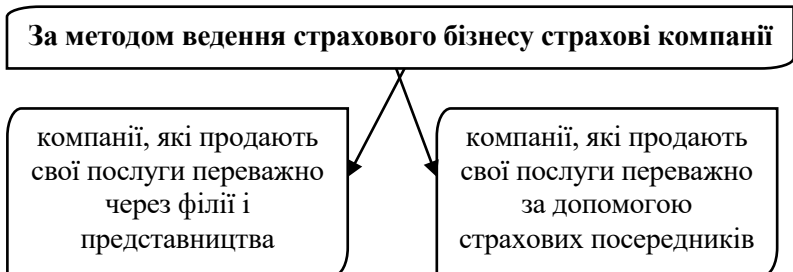 За методом ведення страхового бізнесу страхові компанії
компанії, які продають
свої послуги переважно
через філії і
представництва
компанії, які продають
свої послуги переважно
за допомогою
страхових посередників